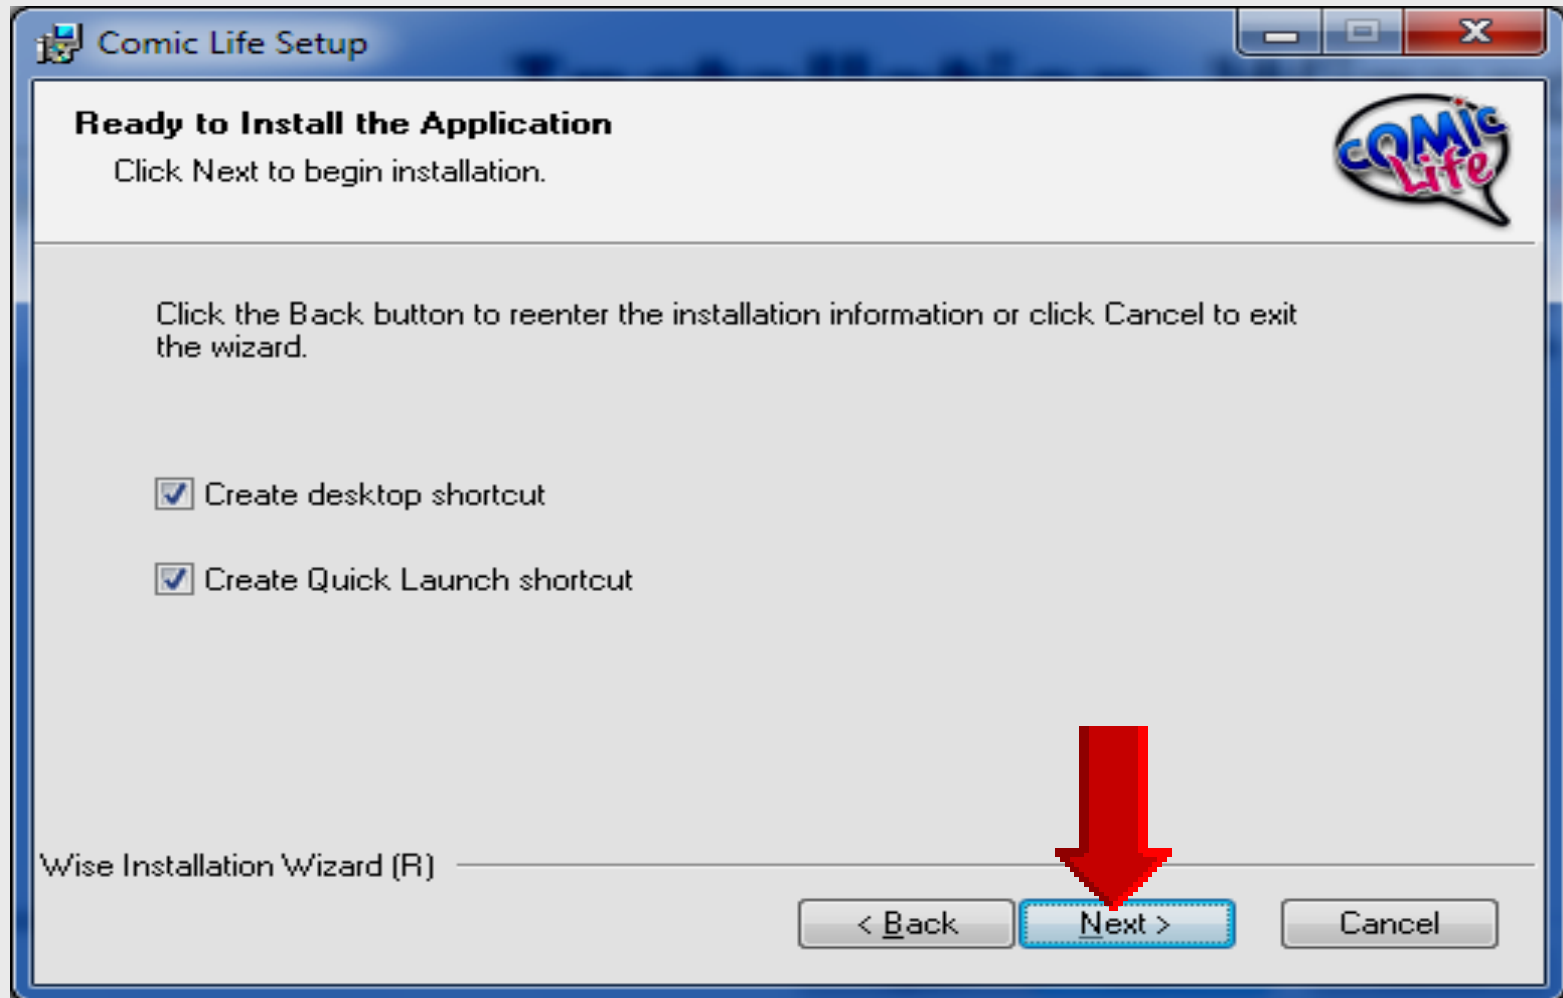 Comic Life Setup
Ready to Install the Application
Click Next to begin installation.
COMic
Life
Click the Back button to reenter the installation information or click Cancel to exit
the wizard.
Create desktop shortcut
Create Quick Launch shortcut
Wise Installation Wizard (R)
< Back
Next >
Cancel